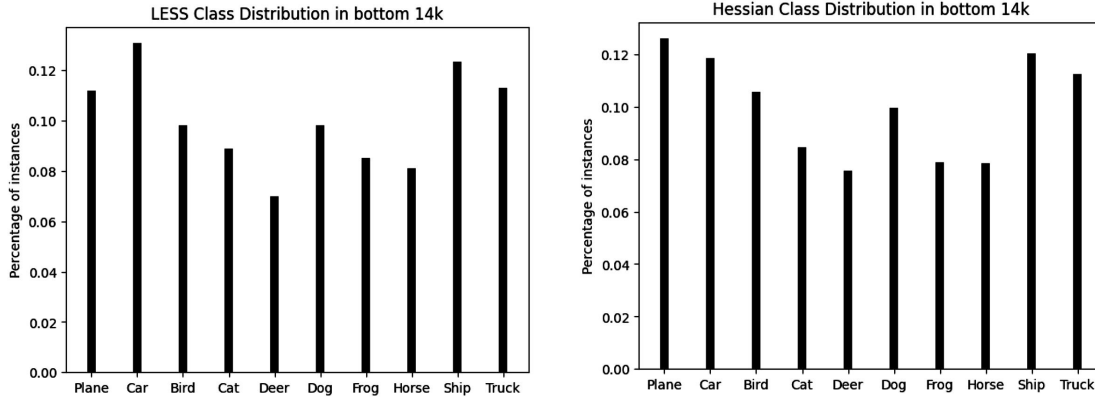 LESS Class Distribution in bottom 14k
Percentage of instances
0.12
0.10
0.08
0.06
0.04
0.02
0.00
Plane Car Bird Cat Deer Dog Frog Horse Ship Truck
Hessian Class Distribution in bottom 14k
Percentage of instances
0.12
0.10
0.08
0.06
0.04
0.02
0.00
Plane Car Bird Cat Deer Dog Frog Horse Ship Truck